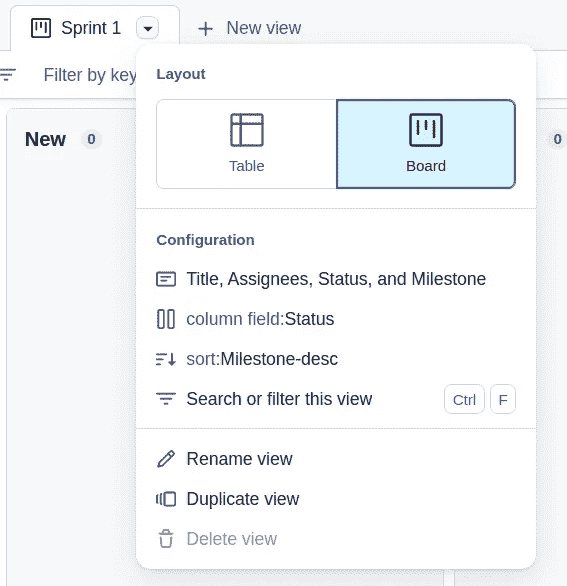 Sprint 1
New view
Filter by key
Layout
New 0
0
Table
Board
Configuration
Title, Assignees, Status, and Milestone
column field:Status
sort:Milestone-desc
Search or filter this view Ctrl F
Rename view
Duplicate view
Delete view